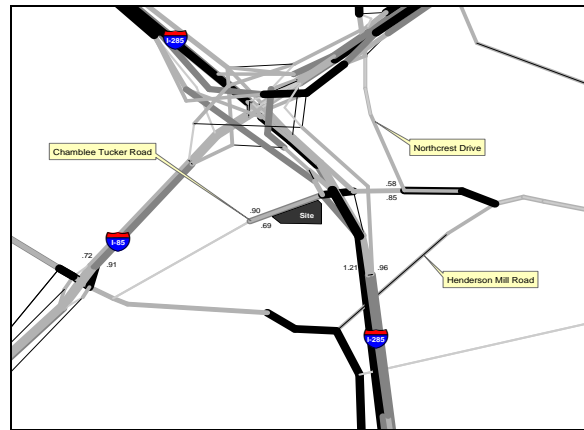 I-285
Chamblee Tucker Road
Northcrest Drive
.58
.85
.90
.69
Site
.72
.91
I-85
1.21
.96
Henderson Mill Road
I-285